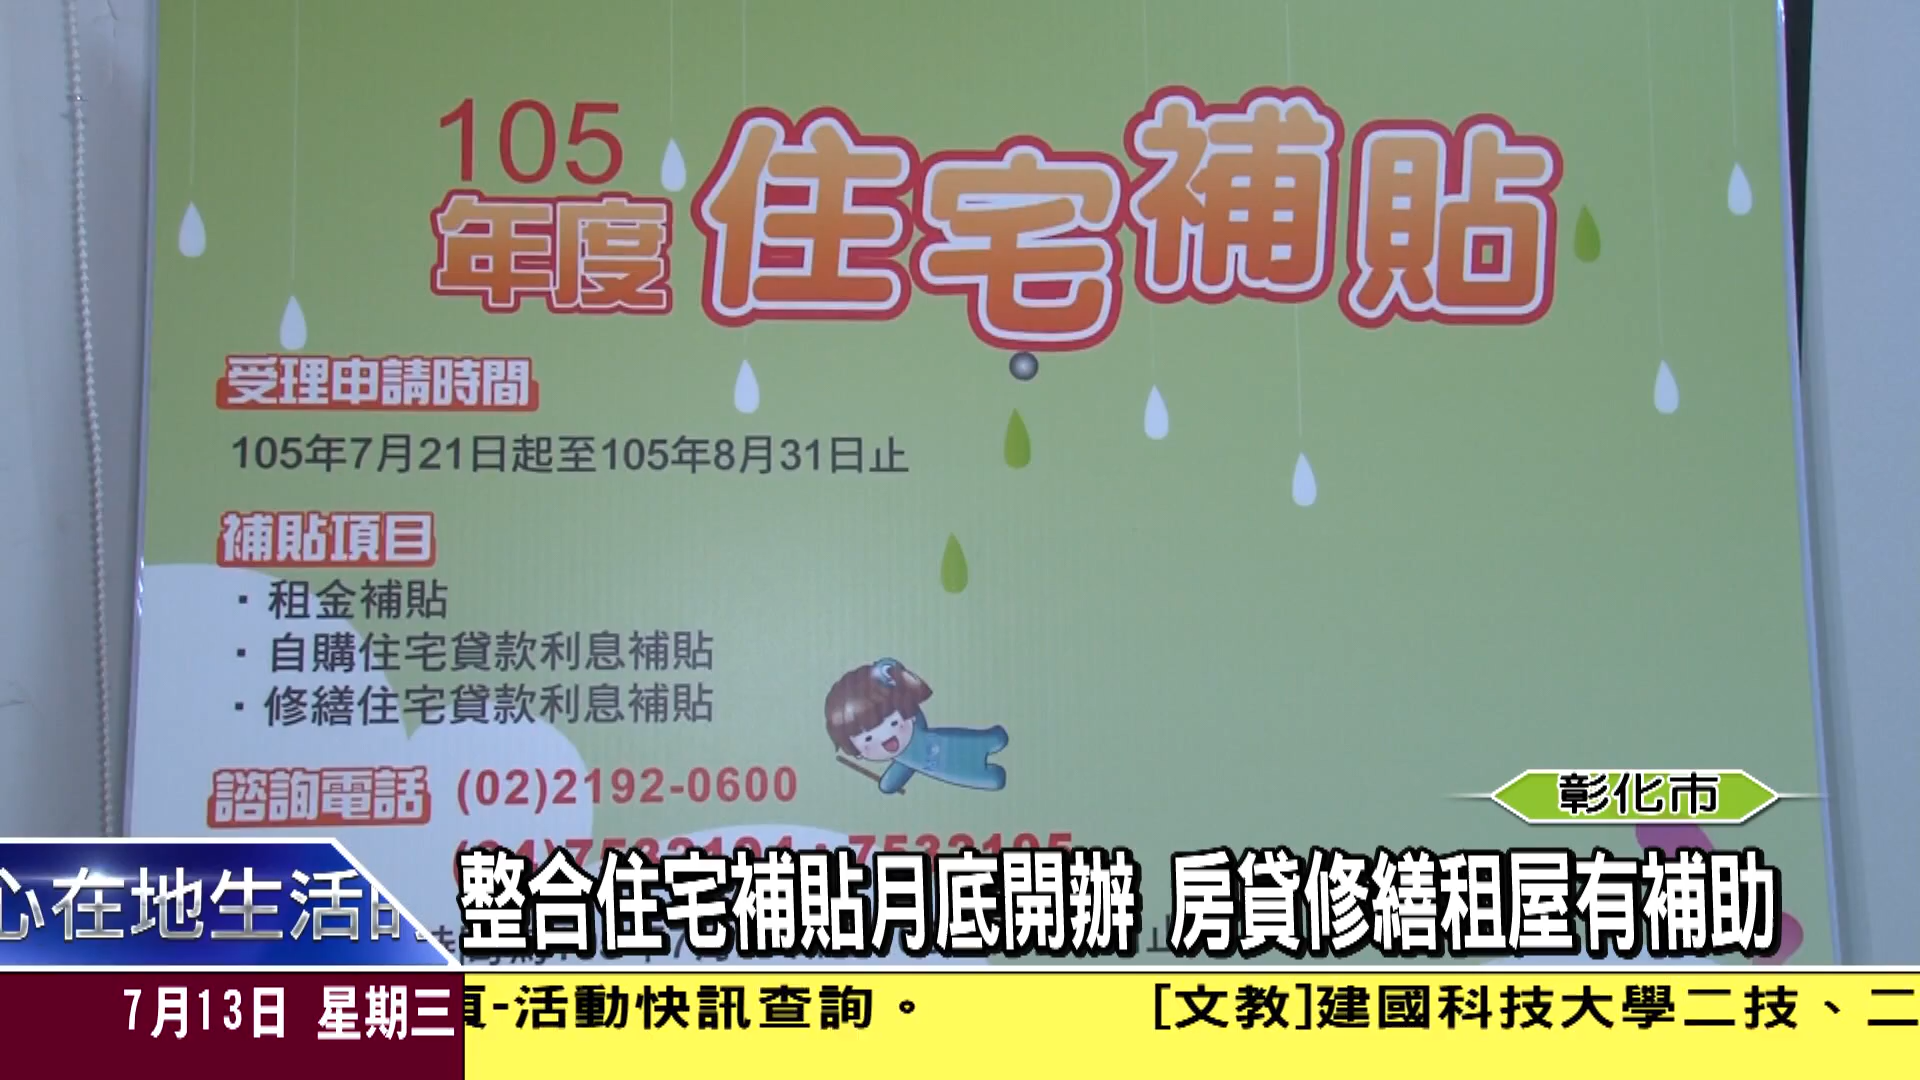 105
年度
住宅補貼
受理申請時間
105年7月21日起至105年8月31日止
補貼項目
·租金補貼
·自購住宅貸款利息補貼
·修繕住宅貸款利息補貼
諮詢電話 (02)2192-0600
(04)7532194、7532195
彰化市
心在地生活的
整合住宅補貼月底開辦 房貸修繕租屋有補助
7月13日 星期三
頁-活動快訊查詢。 [文教]建國科技大學二技、二